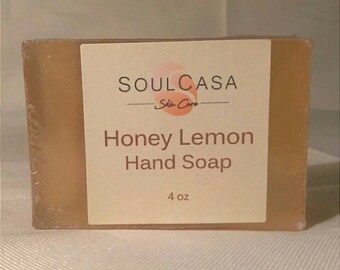 SOULCASA
Skin Care
Honey Lemon
Hand Soap
4 oz